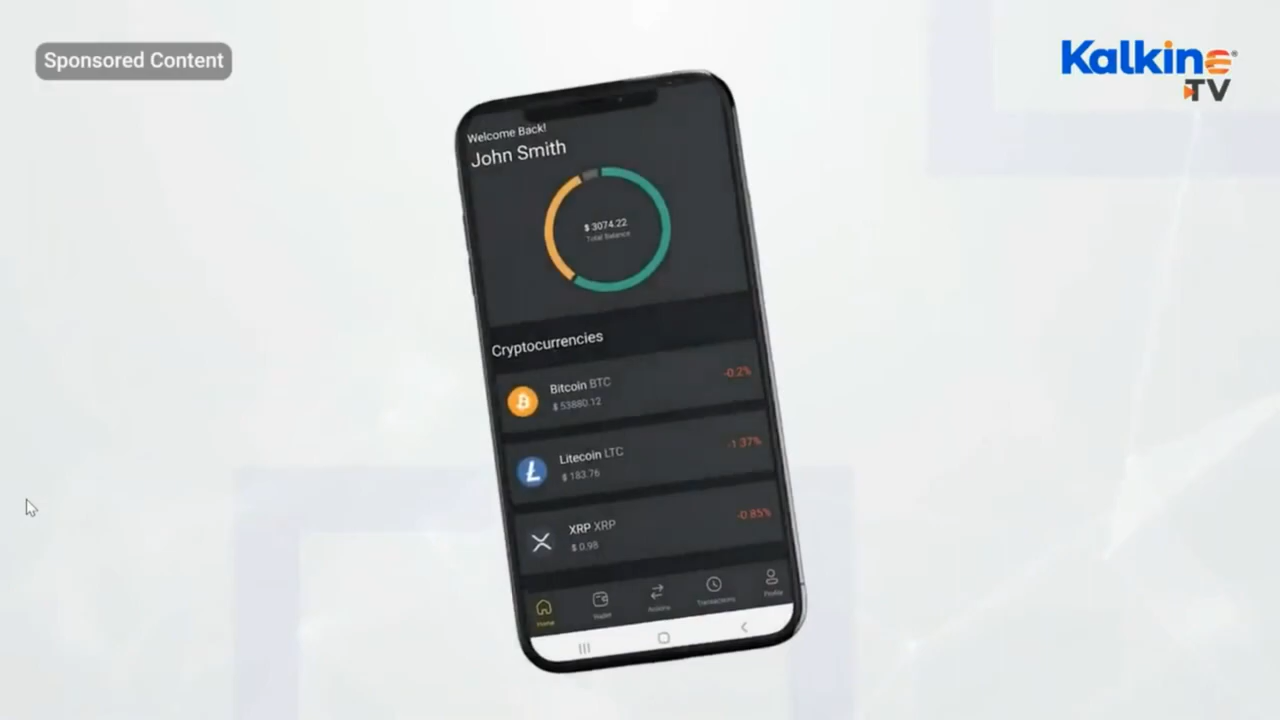 Sponsored Content
Kalkine
TV
Welcome Back!
John Smith
$ 3074.22
Total Balance
Cryptocurrencies
Bitcoin BTC
$ 53880.12
-0.2%
Litecoin LTC
$ 183.76
-1.37%
XRP XRP
$ 0.98
-0.85%
Home
Wallet
Actions
Transactions
Profile